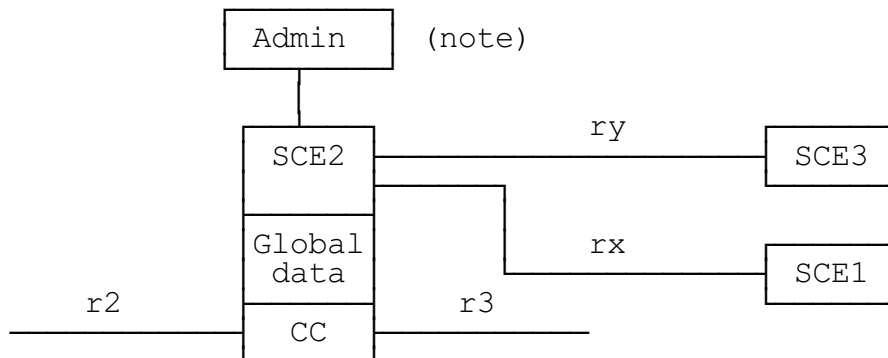 Admin (note)
ry
SCE2 SCE3
Global
data
rx
SCE1
r2 r3
CC